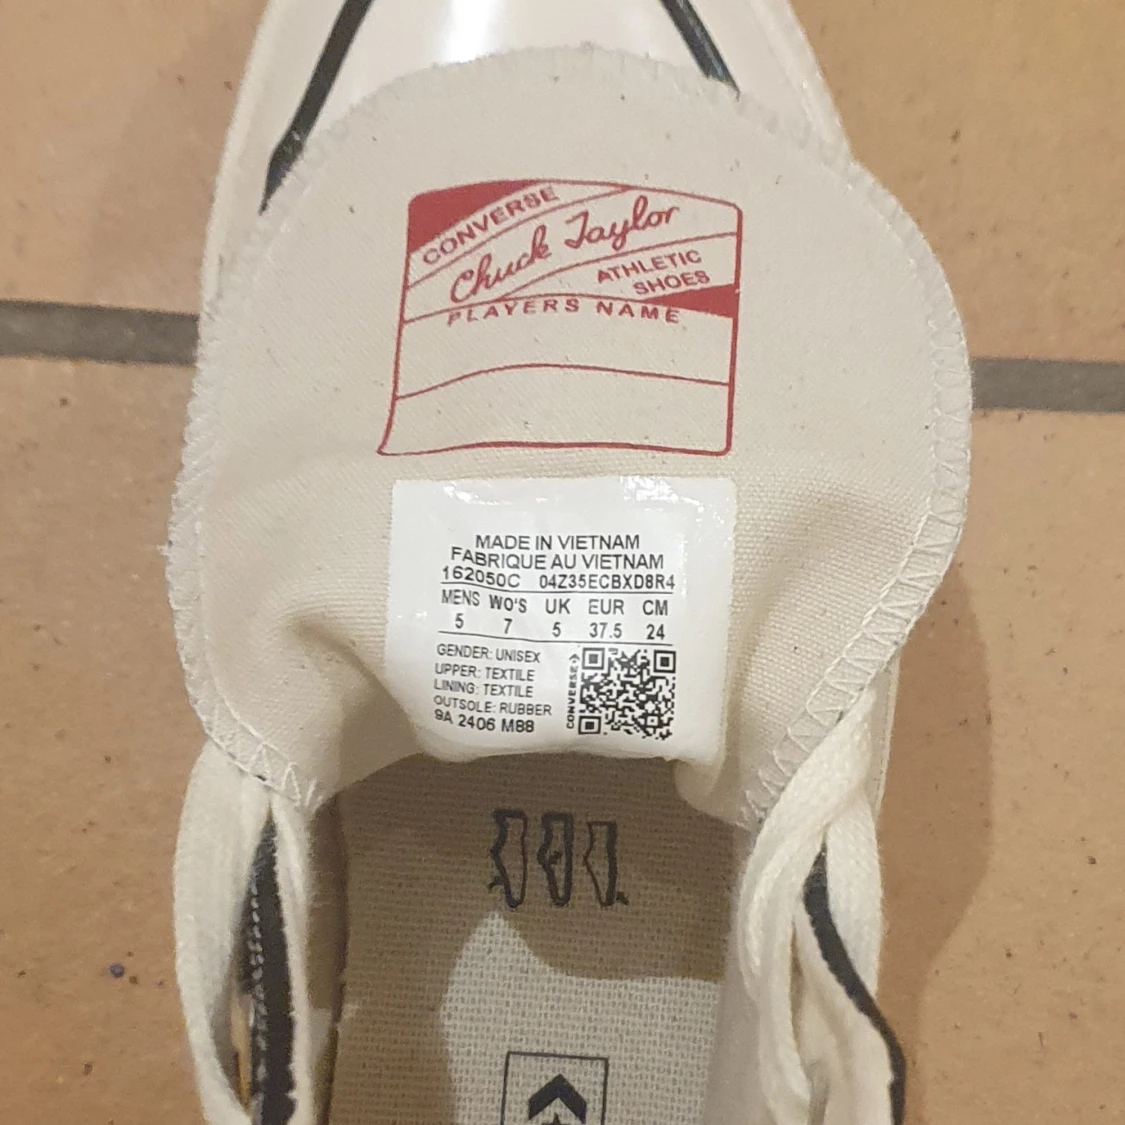 CONVERSE
Chuck Taylor
ATHLETIC
SHOES
PLAYERS NAME
MADE IN VIETNAM
FABRIQUE AU VIETNAM
162050C 04Z35ECBXD8R4
MENS WO'S UK EUR CM
5 7 5 37.5 24
GENDER: UNISEX
UPPER: TEXTILE
LINING: TEXTILE
OUTSOLE: RUBBER
9A 2406 M88
CONVERSE